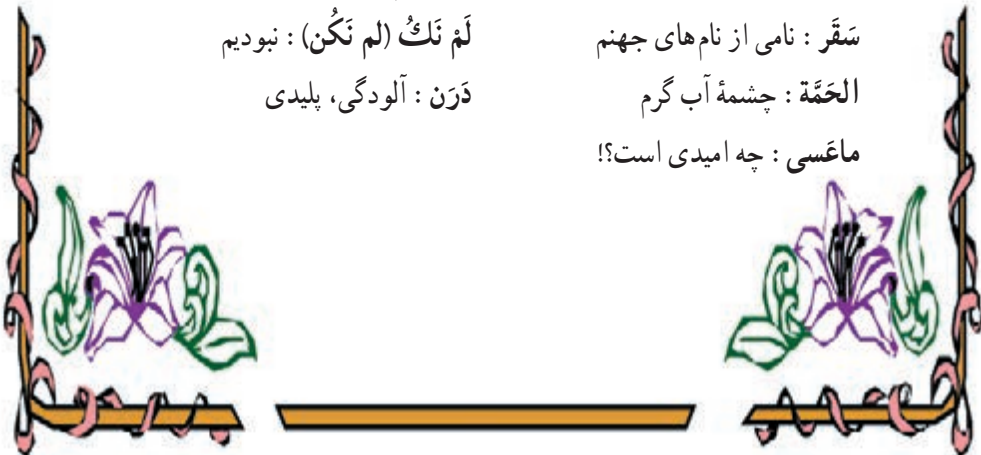 سَقَر : نامی از نام‌های جهنم
لَمْ نَكُ (لم نَكُن) : نبودیم
الحَمَّة : چشمهٔ آب گرم
دَرَن : آلودگی، پلیدی
ماعَسی : چه امیدی است؟!